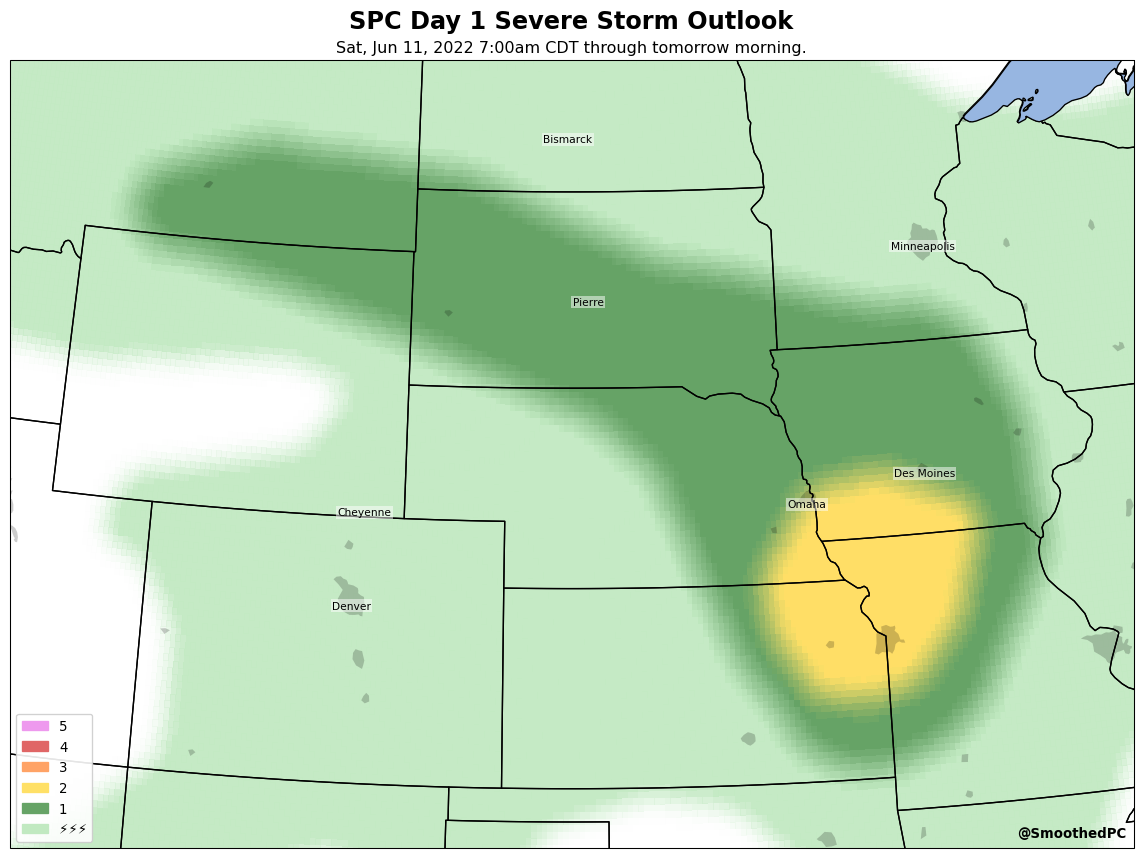 SPC Day 1 Severe Storm Outlook
Sat, Jun 11, 2022 7:00am CDT through tomorrow morning.
Bismarck
Minneapolis
Pierre
Des Moines
Omaha
Cheyenne
Denver
5
4
3
2
1
⚡⚡⚡
@SmoothedPC